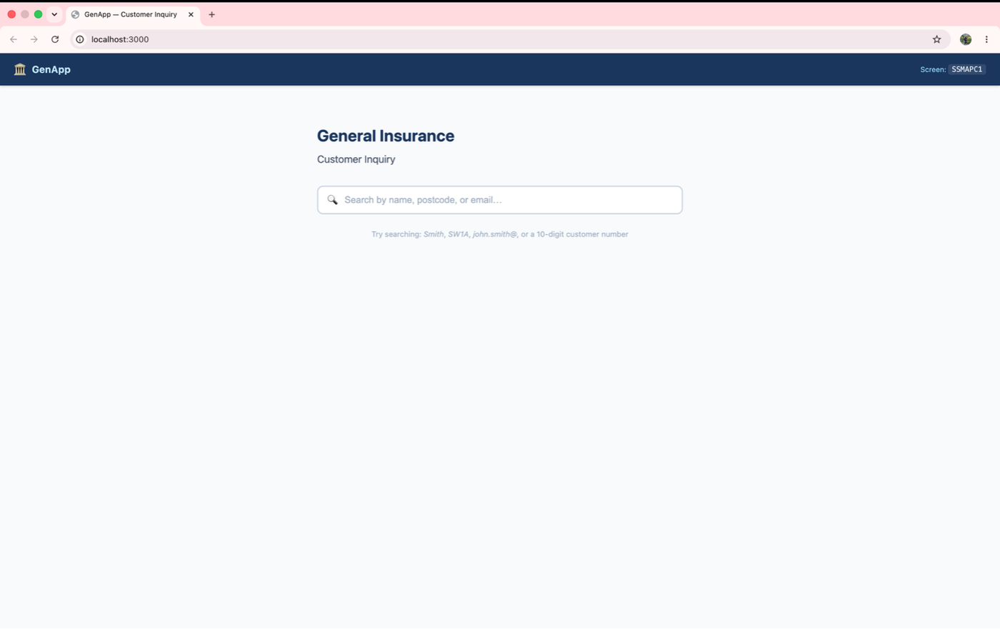 GenApp — Customer Inquiry
localhost:3000
GenApp
Screen: SSMAPC1
General Insurance
Customer Inquiry
Search by name, postcode, or email...
Try searching: Smith, SW1A, john.smith@, or a 10-digit customer number